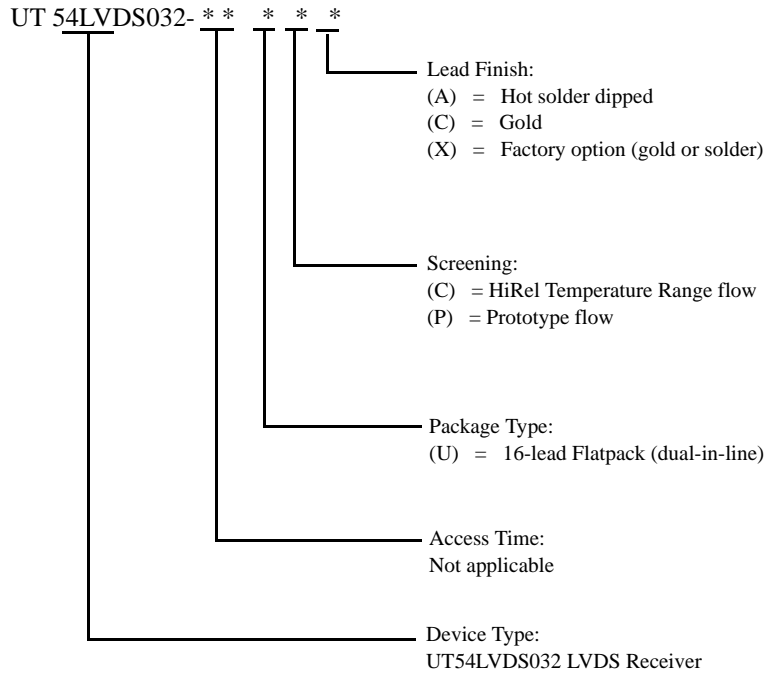 UT 54LVDS032- * * * * *
Lead Finish:
(A) = Hot solder dipped
(C) = Gold
(X) = Factory option (gold or solder)
Screening:
(C) = HiRel Temperature Range flow
(P) = Prototype flow
Package Type:
(U) = 16-lead Flatpack (dual-in-line)
Access Time:
Not applicable
Device Type:
UT54LVDS032 LVDS Receiver